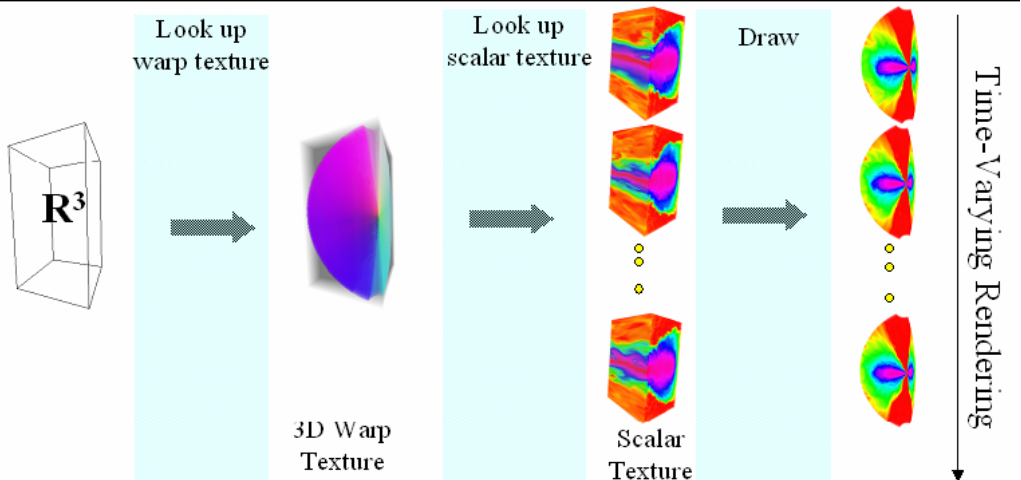 Look up
warp texture
Look up
scalar texture
Draw
R³
3D Warp
Texture
Scalar
Texture
Time-Varying Rendering